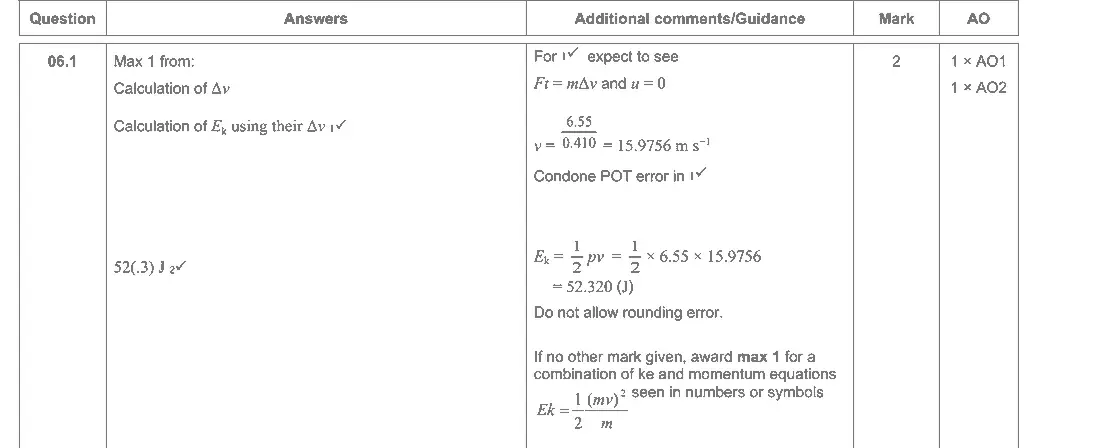 Question Answers Additional comments/Guidance Mark AO
06.1 Max 1 from: For 1✓ expect to see 2 1 × AO1
Calculation of Δv Ft = mΔv and u = 0 1 × AO2
Calculation of Eₖ using their Δv 1✓
v = 6.55/0.410 = 15.9756 m s⁻¹
Condone POT error in 1✓
52(.3) J 2✓ Eₖ = 1/2 pv = 1/2 × 6.55 × 15.9756
= 52.320 (J)
Do not allow rounding error.
If no other mark given, award max 1 for a
combination of ke and momentum equations
Ek = 1/2 (mv)²/m seen in numbers or symbols